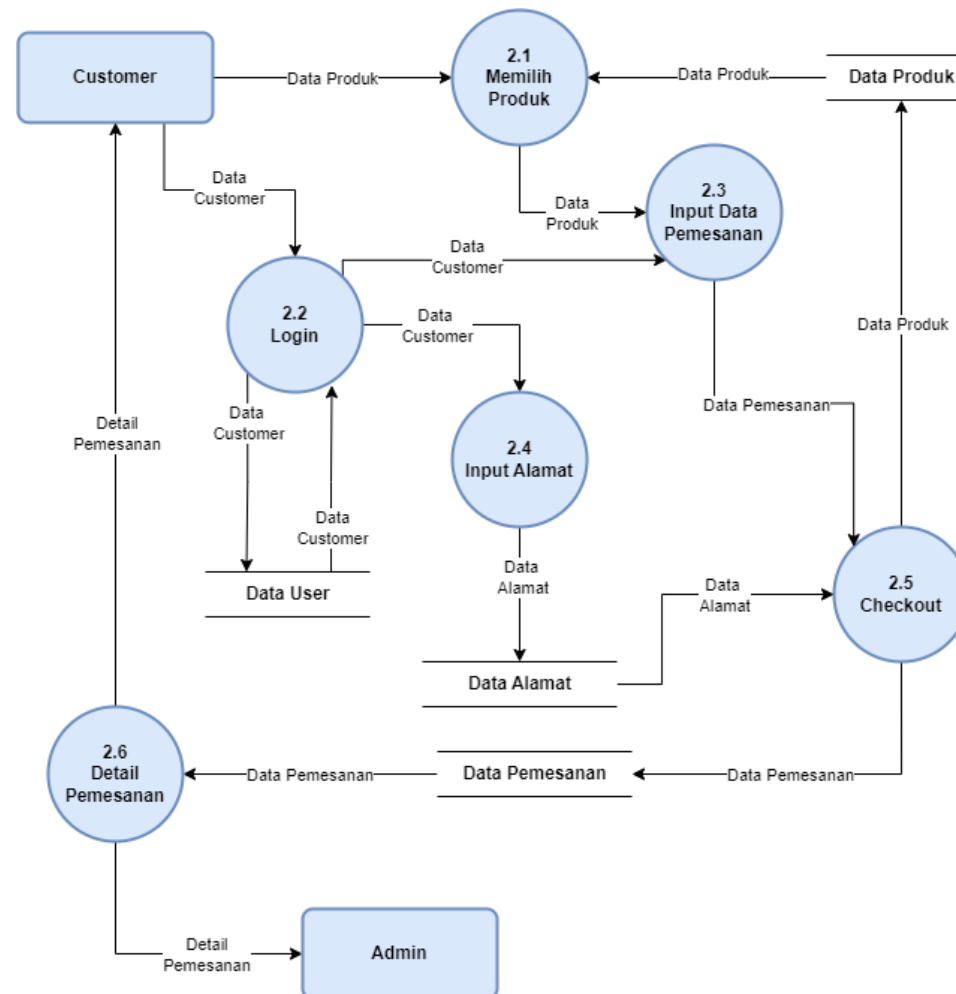 Customer
Data Produk
2.1
Memilih
Produk
Data Produk
Data Produk
Data
Customer
Data
Produk
2.3
Input Data
Pemesanan
Data
Customer
2.2
Login
Data
Customer
Data Produk
Detail
Pemesanan
Data
Customer
Data Pemesanan
2.4
Input Alamat
Data
Customer
Data
Alamat
Data User
Data
Alamat
2.5
Checkout
Data Alamat
2.6
Detail
Pemesanan
Data Pemesanan
Data Pemesanan
Data Pemesanan
Detail
Pemesanan
Admin